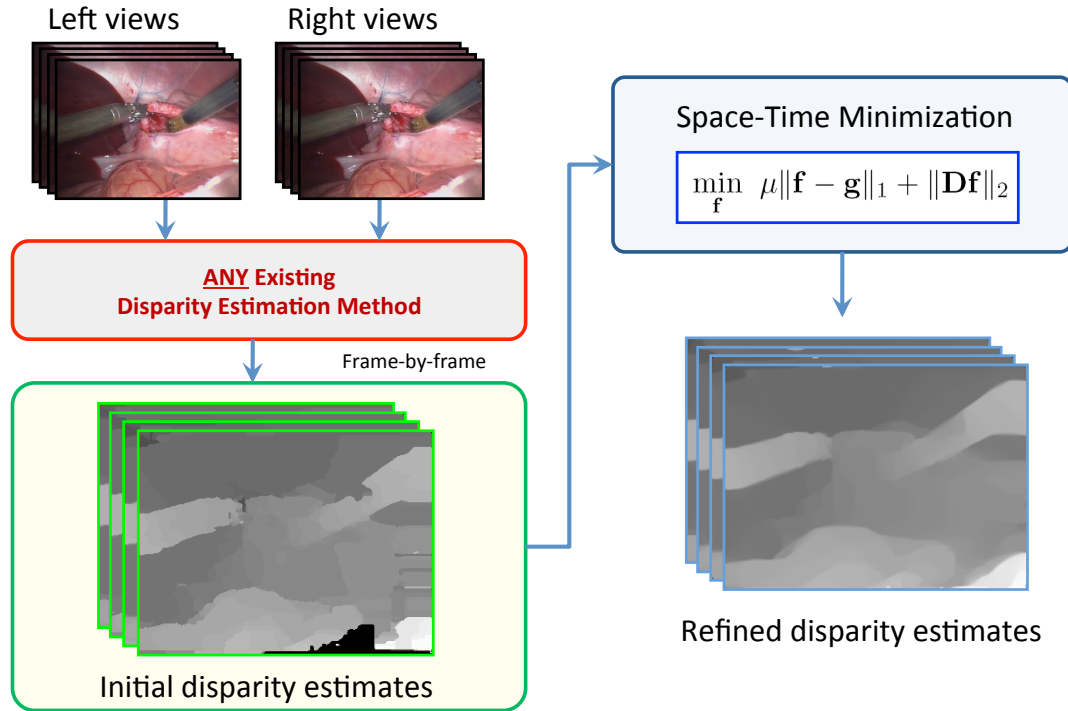 Left views
Right views
ANY Existing
Disparity Estimation Method
Frame-by-frame
Initial disparity estimates
Space-Time Minimization
min μ‖f − g‖₁ + ‖Df‖₂
f
Refined disparity estimates